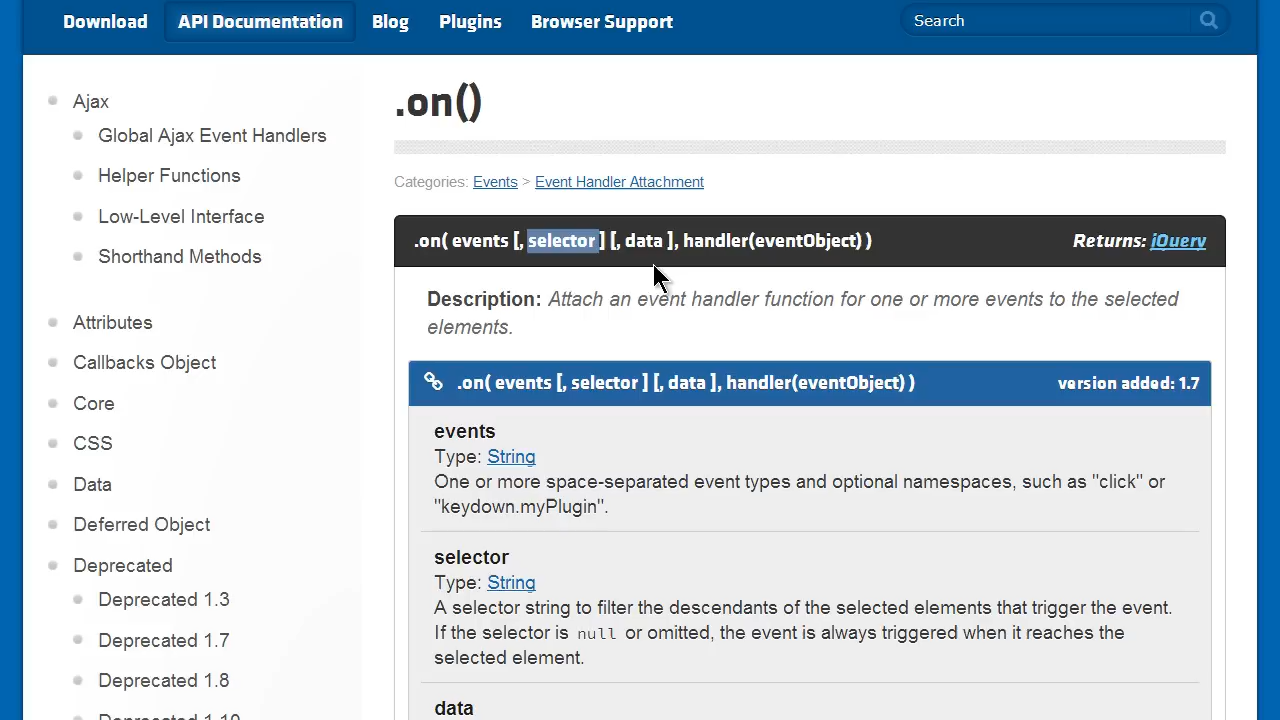 Download API Documentation Blog Plugins Browser Support Search
Ajax
Global Ajax Event Handlers
Helper Functions
Low-Level Interface
Shorthand Methods
Attributes
Callbacks Object
Core
CSS
Data
Deferred Object
Deprecated
Deprecated 1.3
Deprecated 1.7
Deprecated 1.8
Deprecated 1.10
.on()
Categories: Events > Event Handler Attachment
.on( events [, selector ] [, data ], handler(eventObject) ) Returns: jQuery
Description: Attach an event handler function for one or more events to the selected
elements.
.on( events [, selector ] [, data ], handler(eventObject) ) version added: 1.7
events
Type: String
One or more space-separated event types and optional namespaces, such as "click" or
"keydown.myPlugin".
selector
Type: String
A selector string to filter the descendants of the selected elements that trigger the event.
If the selector is null or omitted, the event is always triggered when it reaches the
selected element.
data